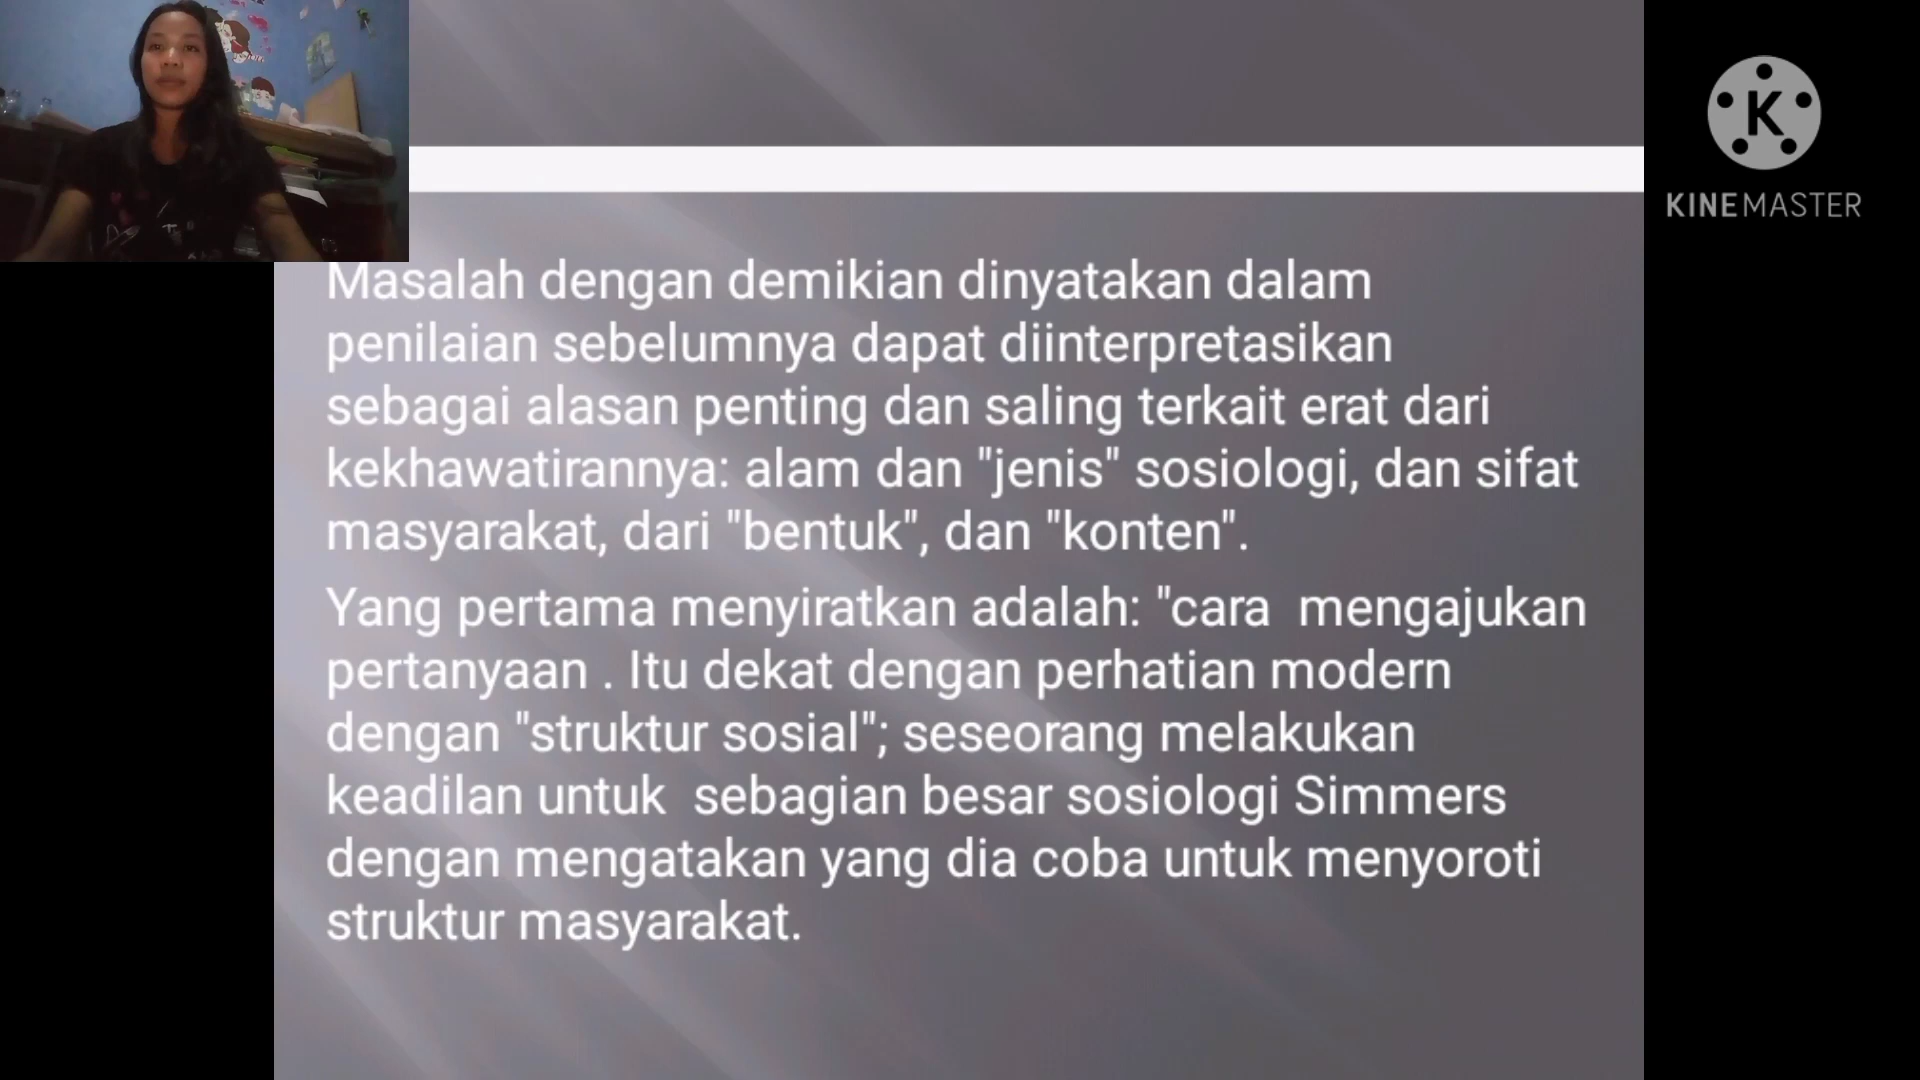 Masalah dengan demikian dinyatakan dalam
penilaian sebelumnya dapat diinterpretasikan
sebagai alasan penting dan saling terkait erat dari
kekhawatirannya: alam dan "jenis" sosiologi, dan sifat
masyarakat, dari "bentuk", dan "konten".
Yang pertama menyiratkan adalah: "cara  mengajukan
pertanyaan . Itu dekat dengan perhatian modern
dengan "struktur sosial"; seseorang melakukan
keadilan untuk  sebagian besar sosiologi Simmers
dengan mengatakan yang dia coba untuk menyoroti
struktur masyarakat.
K
KINEMASTER